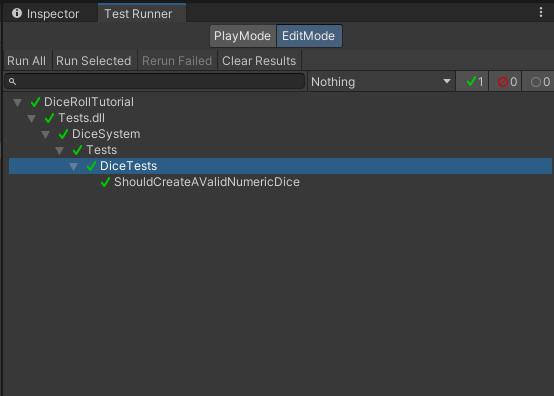 Inspector Test Runner
PlayMode EditMode
Run All Run Selected Rerun Failed Clear Results
Nothing 1 0 0
DiceRollTutorial
Tests.dll
DiceSystem
Tests
DiceTests
ShouldCreateAValidNumericDice